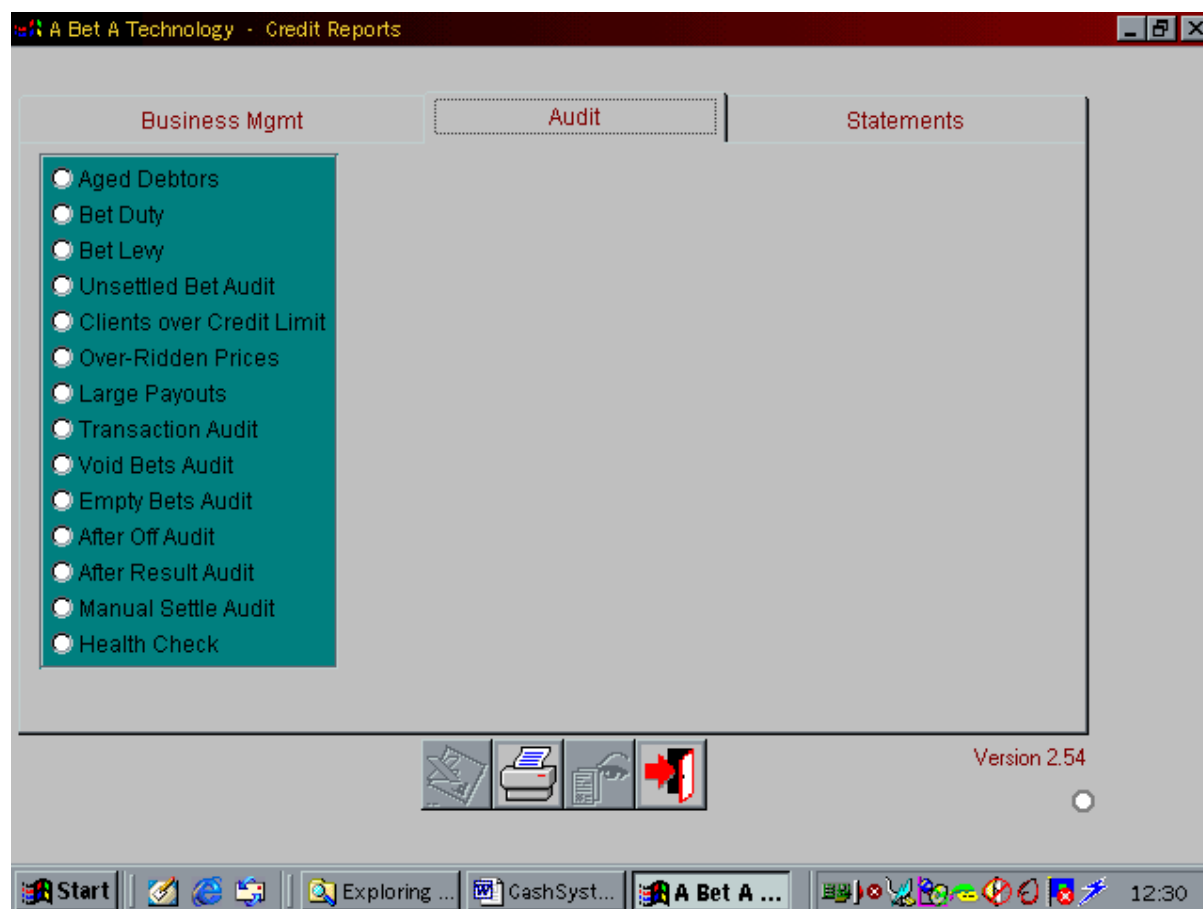 A Bet A Technology - Credit Reports
Business Mgmt
Audit
Statements
Aged Debtors
Bet Duty
Bet Levy
Unsettled Bet Audit
Clients over Credit Limit
Over-Ridden Prices
Large Payouts
Transaction Audit
Void Bets Audit
Empty Bets Audit
After Off Audit
After Result Audit
Manual Settle Audit
Health Check
Version 2.54
Start
Exploring ...
CashSyst...
A Bet A ...
12:30